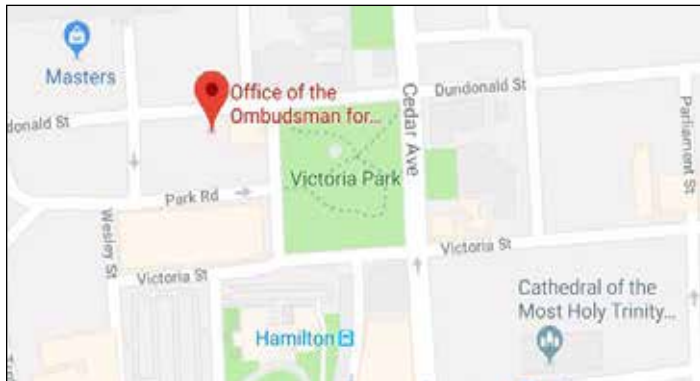 Masters
Office of the
Ombudsman for...
Dundonald St
donald St
Cedar Ave
Parliament St
Victoria Park
Park Rd
Wesley St
Victoria St
Victoria St
Cathedral of the
Most Holy Trinity...
Hamilton